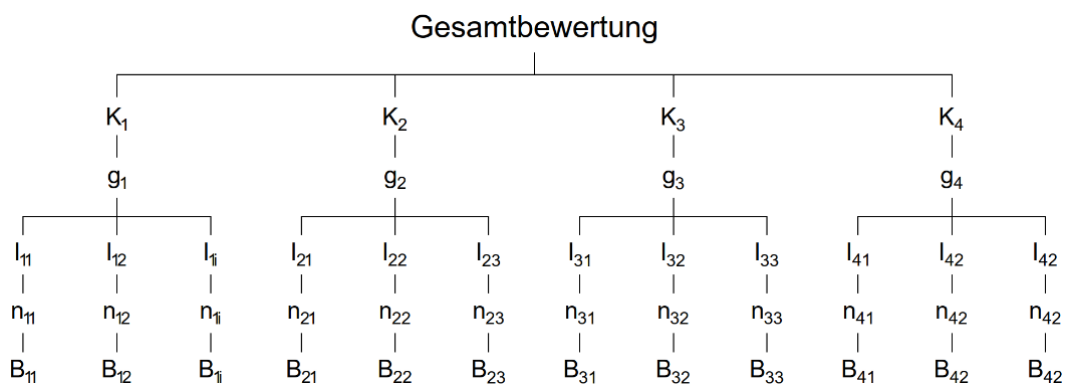 Gesamtbewertung
K₁ K₂ K₃ K₄
g₁ g₂ g₃ g₄
I₁₁ I₁₂ I₁ᵢ I₂₁ I₂₂ I₂₃ I₃₁ I₃₂ I₃₃ I₄₁ I₄₂ I₄₂
n₁₁ n₁₂ n₁ᵢ n₂₁ n₂₂ n₂₃ n₃₁ n₃₂ n₃₃ n₄₁ n₄₂ n₄₂
B₁₁ B₁₂ B₁ᵢ B₂₁ B₂₂ B₂₃ B₃₁ B₃₂ B₃₃ B₄₁ B₄₂ B₄₂